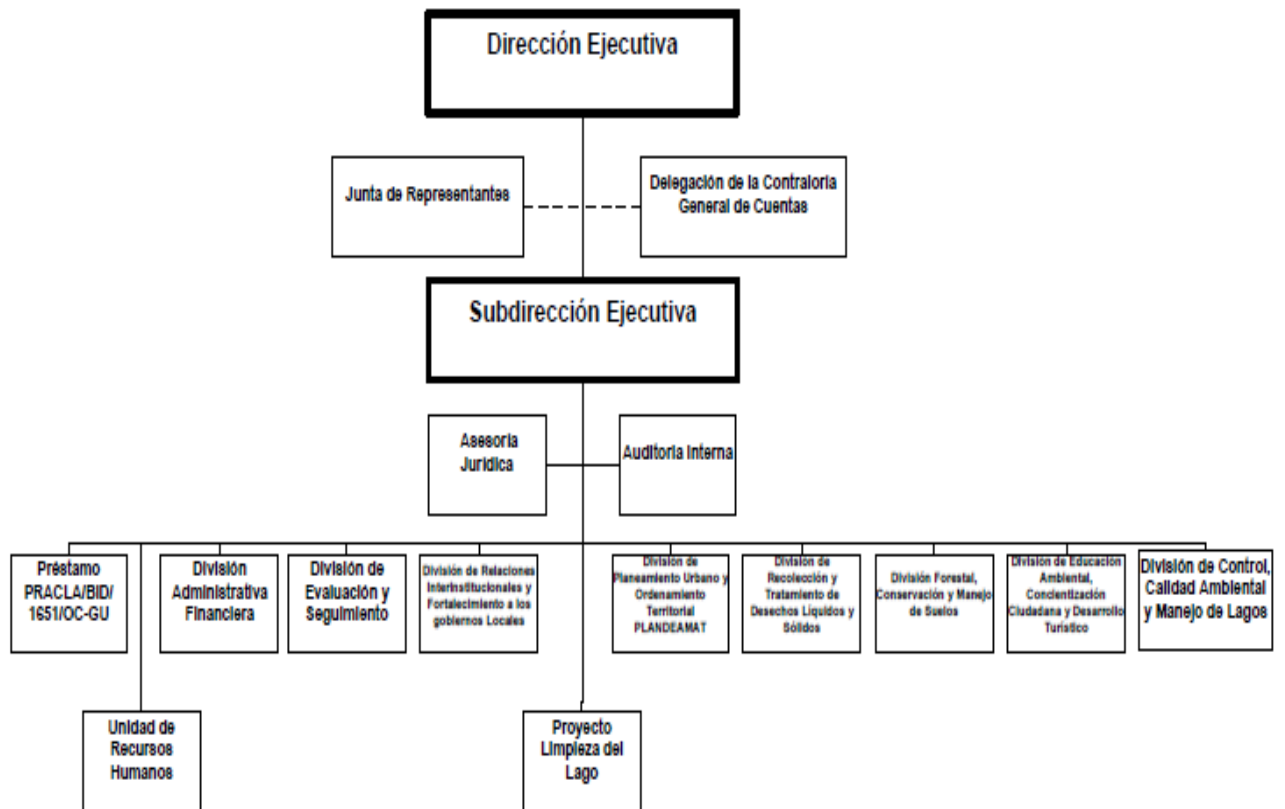 Dirección Ejecutiva
Junta de Representantes
Delegación de la Contraloría
General de Cuentas
Subdirección Ejecutiva
Asesoría
Jurídica
Auditoría Interna
Préstamo
PRACLA/BID/
1651/OC-GU
División
Administrativa
Financiera
División de
Evaluación y
Seguimiento
División de Relaciones
Interinstitucionales y
Fortalecimiento a los
gobiernos Locales
División de
Planeamiento Urbano y
Ordenamiento
Territorial
PLANDEAMAT
División de
Recolección y
Tratamiento de
Desechos Líquidos y
Sólidos
División Forestal,
Conservación y Manejo
de Suelos
División de Educación
Ambiental,
Concientización
Ciudadana y Desarrollo
Turístico
División de Control,
Calidad Ambiental
y Manejo de Lagos
Unidad de
Recursos
Humanos
Proyecto
Limpieza del
Lago